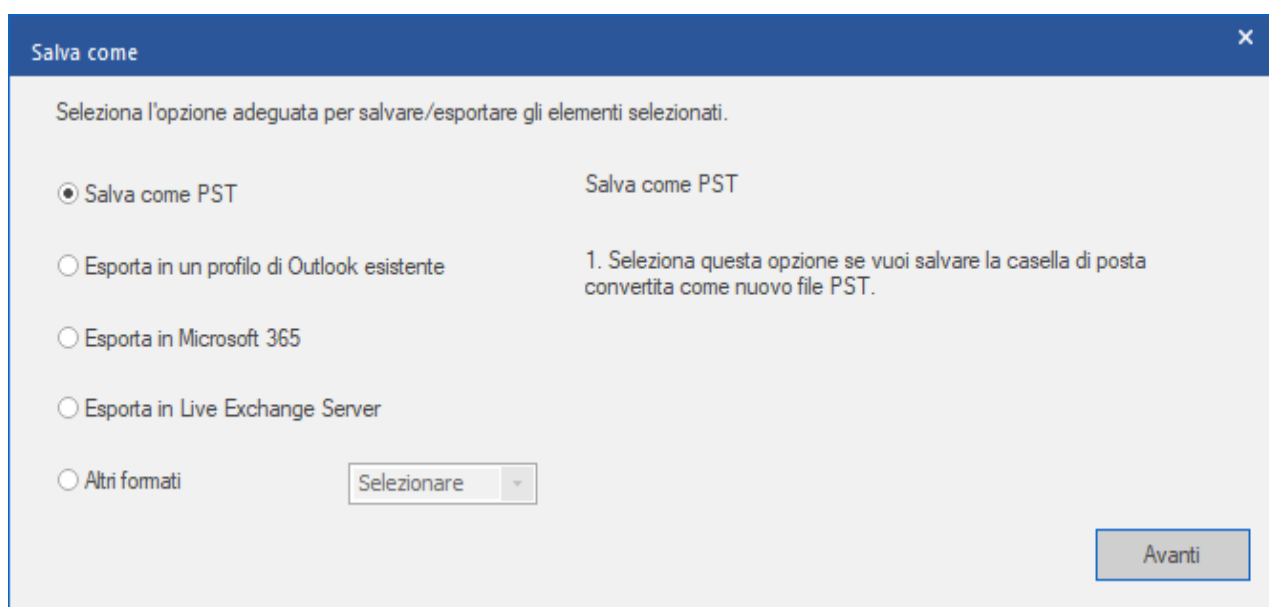 Salva come
Seleziona l'opzione adeguata per salvare/esportare gli elementi selezionati.
Salva come PST
Esporta in un profilo di Outlook esistente
Esporta in Microsoft 365
Esporta in Live Exchange Server
Altri formati
Selezionare
Salva come PST
1. Seleziona questa opzione se vuoi salvare la casella di posta
convertita come nuovo file PST.
Avanti